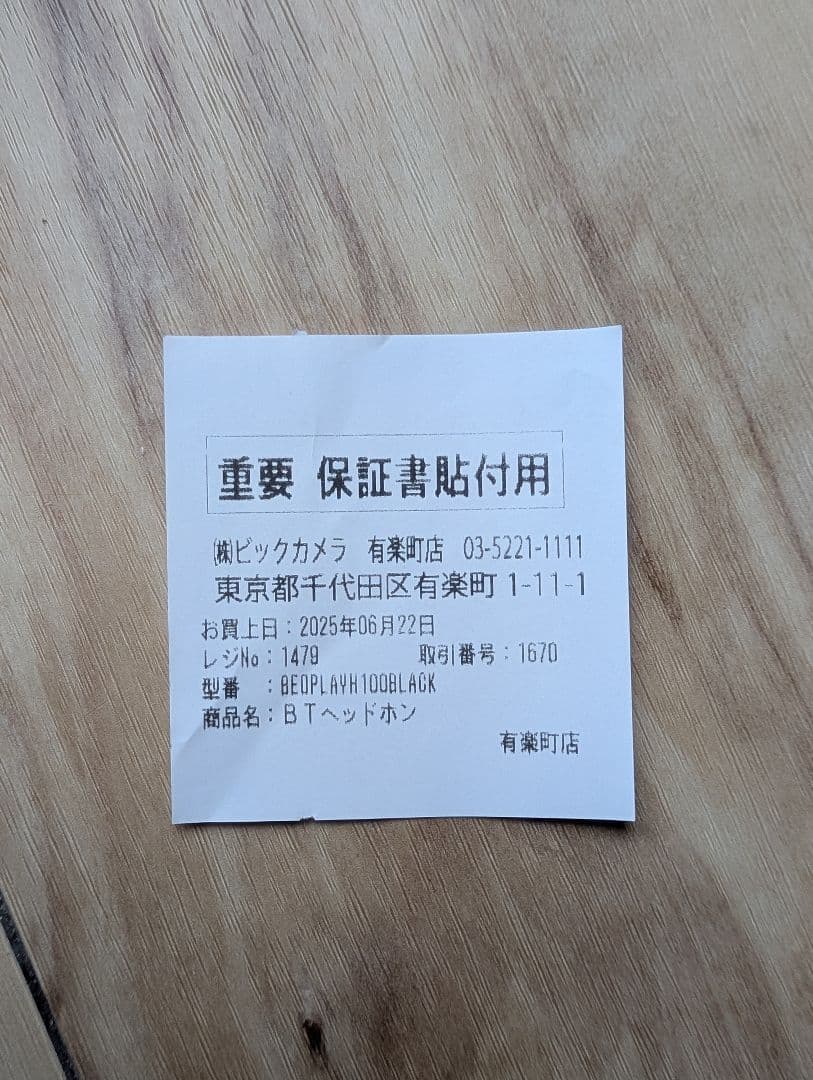 重要 保証書貼付用
㈱ビックカメラ 有楽町店 03-5221-1111
東京都千代田区有楽町1-11-1
お買上日：2025年06月22日
レジNo：1479 取引番号：1670
型番 ：BEOPLAYH100BLACK
商品名：BTヘッドホン
有楽町店